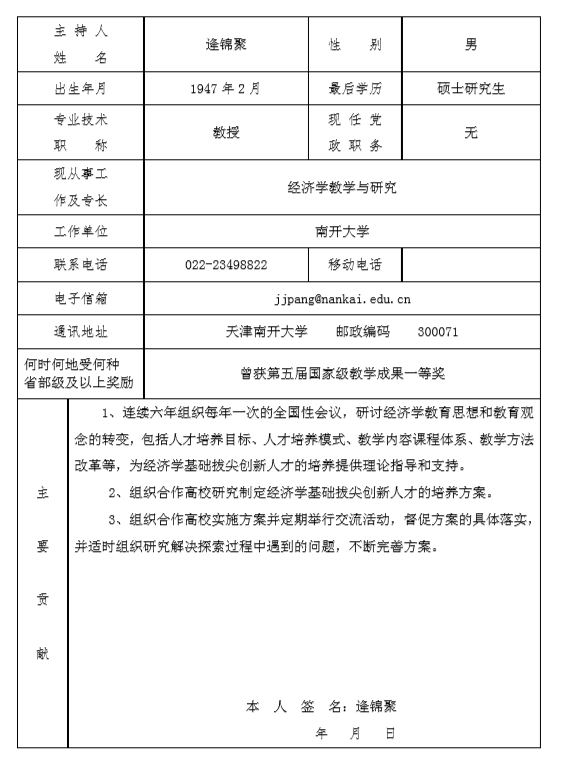 主 持 人 姓 名 逄锦聚 性 别 男
出生年月 1947 年 2 月 最后学历 硕士研究生
专业技术 职 称 教授 现 任 党 政 职 务 无
现从事工 作及专长 经济学教学与研究
工作单位 南开大学
联系电话 022-23498822 移动电话
电子信箱 jjpang@nankai.edu.cn
通讯地址 天津南开大学 邮政编码 300071
何时何地受何种 省部级及以上奖励 曾获第五届国家级教学成果一等奖
主 要 贡 献
1、连续六年组织每年一次的全国性会议，研讨经济学教育思想和教育观
念的转变，包括人才培养目标、人才培养模式、教学内容课程体系、教学方法
改革等，为经济学基础拔尖创新人才的培养提供理论指导和支持。
2、组织合作高校研究制定经济学基础拔尖创新人才的培养方案。
3、组织合作高校实施方案并定期举行交流活动，督促方案的具体落实，
并适时组织研究解决探索过程中遇到的问题，不断完善方案。
本 人 签 名：逄锦聚
年 月 日